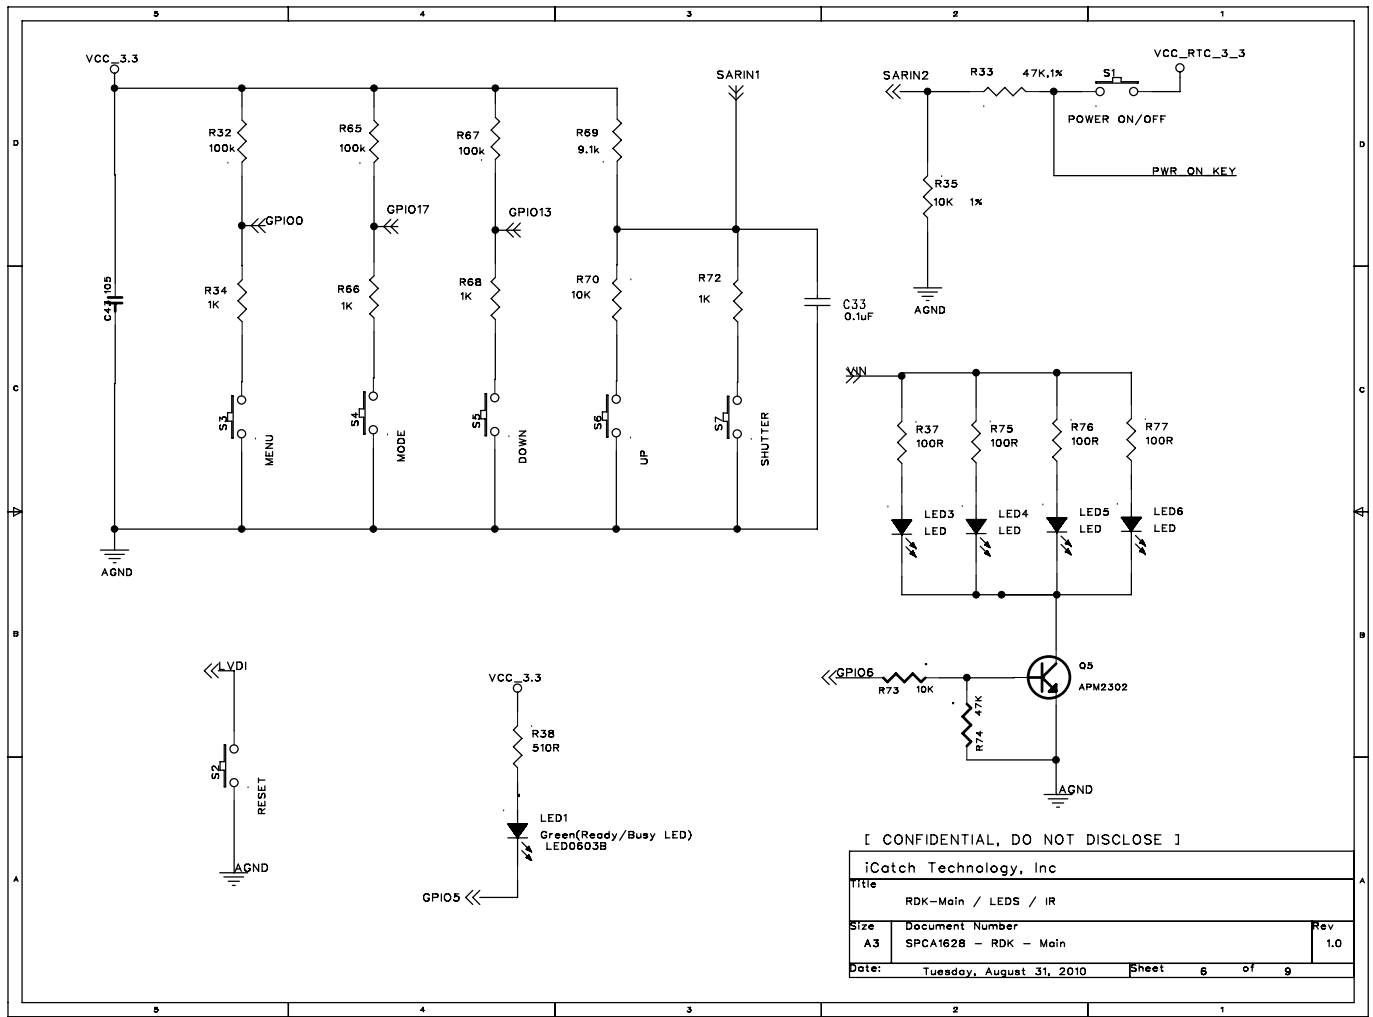 5 4 3 2 1
VCC_3.3
SARIN1
SARIN2
R33 47K,1%
S1
VCC_RTC_3_3
POWER ON/OFF
PWR_ON_KEY
R35
10K 1%
AGND
D D
R32
100k
R65
100k
R67
100k
R69
9.1k
GPIO0
GPIO17
GPIO13
C43 105
R34
1K
R66
1K
R68
1K
R70
10K
R72
1K
C33
0.1uF
C C
S3
MENU
S4
MODE
S5
DOWN
S6
UP
S7
SHUTTER
AGND
VIN
R37
100R
R75
100R
R76
100R
R77
100R
LED3
LED
LED4
LED
LED5
LED
LED6
LED
B B
LVDI
S2
RESET
AGND
VCC_3.3
R38
510R
LED1
Green(Ready/Busy LED)
LED0603B
GPIO5
GPIO6
R73 10K
R74 47K
Q5
APM2302
AGND
A A
[ CONFIDENTIAL, DO NOT DISCLOSE ]
iCatch Technology, Inc
Title
RDK-Main / LEDS / IR
Size Document Number Rev
A3 SPCA1628 - RDK - Main 1.0
Date: Tuesday, August 31, 2010 Sheet 6 of 9
5 4 3 2 1